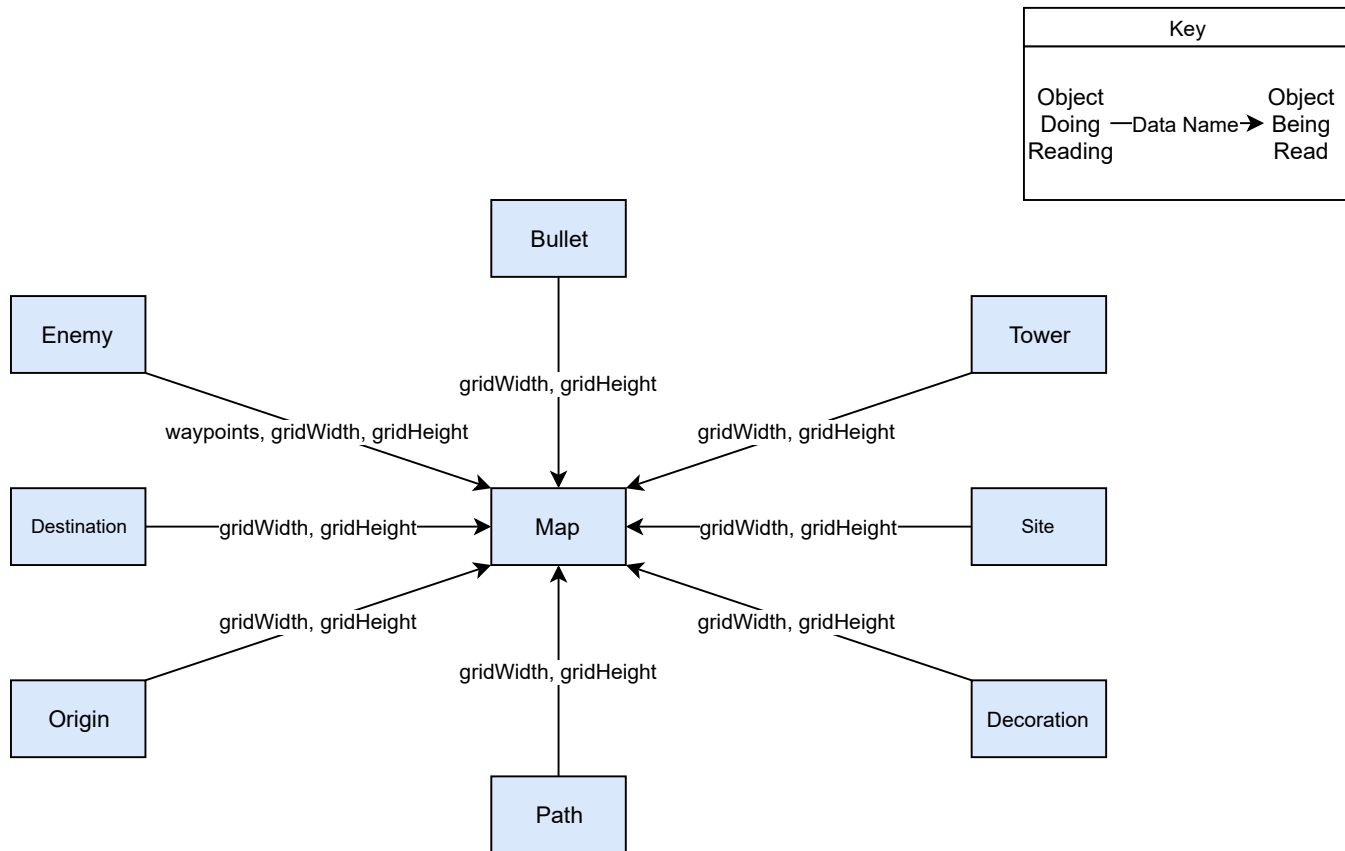 Key
Object
Doing
Reading
Data Name
Object
Being
Read
Bullet
Enemy
Tower
gridWidth, gridHeight
waypoints, gridWidth, gridHeight
gridWidth, gridHeight
Destination
gridWidth, gridHeight
Map
gridWidth, gridHeight
Site
gridWidth, gridHeight
gridWidth, gridHeight
gridWidth, gridHeight
Origin
Decoration
Path